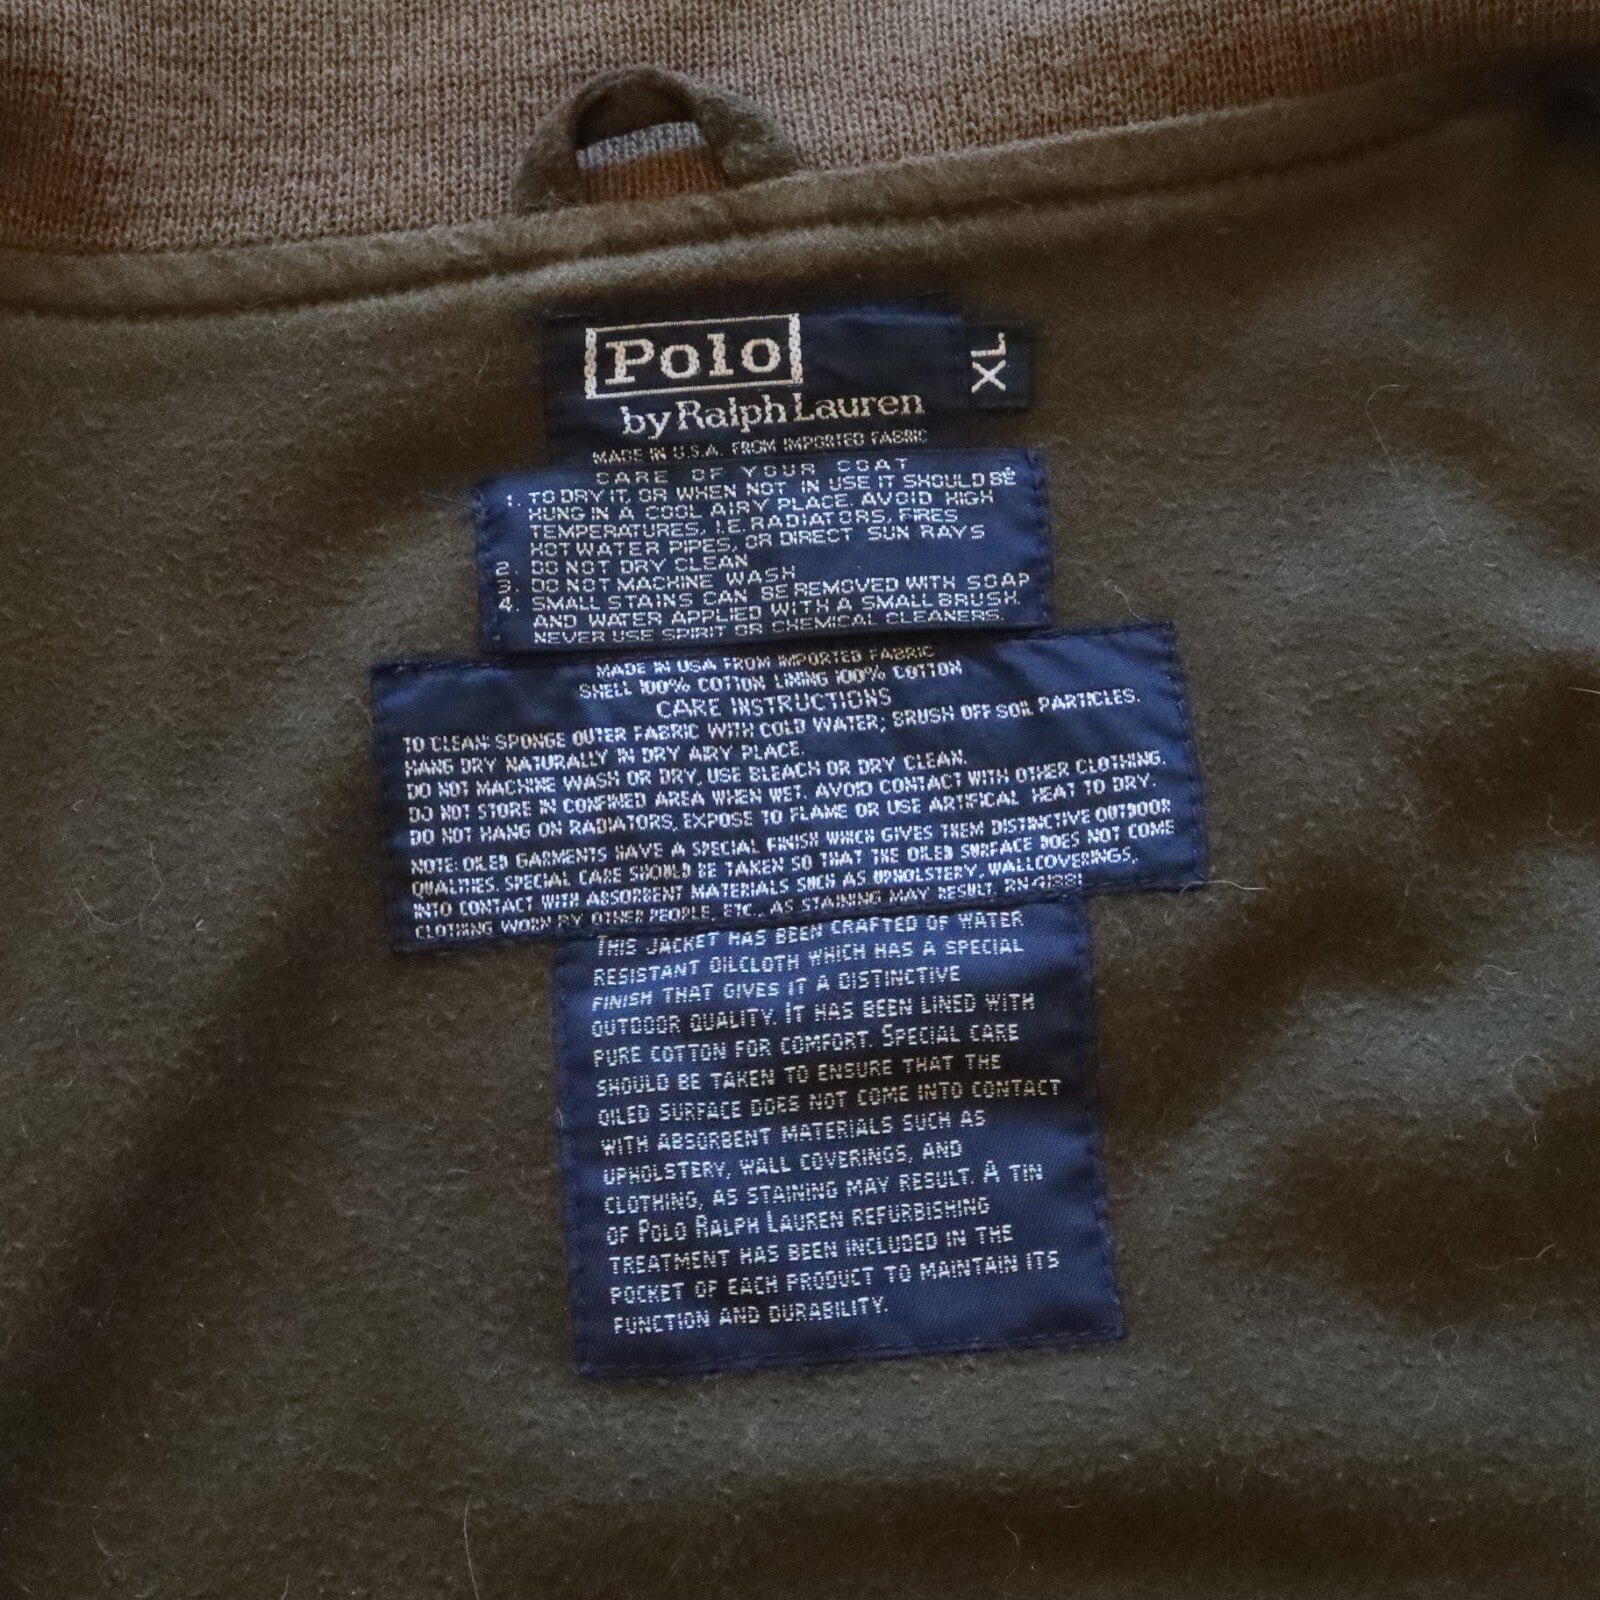 Polo
XL
by Ralph Lauren
MADE IN U.S.A. FROM IMPORTED FABRIC
CARE OF YOUR COAT
1. TO DRY IT, OR WHEN NOT IN USE IT SHOULD BE
HUNG IN A COOL AIRY PLACE. AVOID HIGH
TEMPERATURES, I.E. RADIATORS, FIRES,
HOT WATER PIPES, OR DIRECT SUN RAYS
2. DO NOT DRY CLEAN
3. DO NOT MACHINE WASH
4. SMALL STAINS CAN BE REMOVED WITH SOAP
AND WATER APPLIED WITH A SMALL BRUSH.
NEVER USE SPIRIT OR CHEMICAL CLEANERS.
MADE IN USA FROM IMPORTED FABRIC
SHELL 100% COTTON LINING 100% COTTON
CARE INSTRUCTIONS
TO CLEAN: SPONGE OUTER FABRIC WITH COLD WATER; BRUSH OFF SOIL PARTICLES.
HANG DRY NATURALLY IN DRY AIRY PLACE.
DO NOT MACHINE WASH OR DRY, USE BLEACH OR DRY CLEAN.
DO NOT STORE IN CONFINED AREA WHEN WET. AVOID CONTACT WITH OTHER CLOTHING.
DO NOT HANG ON RADIATORS, EXPOSE TO FLAME OR USE ARTIFICAL HEAT TO DRY.
NOTE: OILED GARMENTS HAVE A SPECIAL FINISH WHICH GIVES THEM DISTINCTIVE OUTDOOR
QUALITIES. SPECIAL CARE SHOULD BE TAKEN SO THAT THE OILED SURFACE DOES NOT COME
INTO CONTACT WITH ABSORBENT MATERIALS SUCH AS UPHOLSTERY, WALLCOVERINGS,
CLOTHING WORN BY OTHER PEOPLE, ETC., AS STAINING MAY RESULT. RN 41381
THIS JACKET HAS BEEN CRAFTED OF WATER
RESISTANT OILCLOTH WHICH HAS A SPECIAL
FINISH THAT GIVES IT A DISTINCTIVE
OUTDOOR QUALITY. IT HAS BEEN LINED WITH
PURE COTTON FOR COMFORT. SPECIAL CARE
SHOULD BE TAKEN TO ENSURE THAT THE
OILED SURFACE DOES NOT COME INTO CONTACT
WITH ABSORBENT MATERIALS SUCH AS
UPHOLSTERY, WALL COVERINGS, AND
CLOTHING, AS STAINING MAY RESULT. A TIN
OF POLO RALPH LAUREN REFURBISHING
TREATMENT HAS BEEN INCLUDED IN THE
POCKET OF EACH PRODUCT TO MAINTAIN ITS
FUNCTION AND DURABILITY.